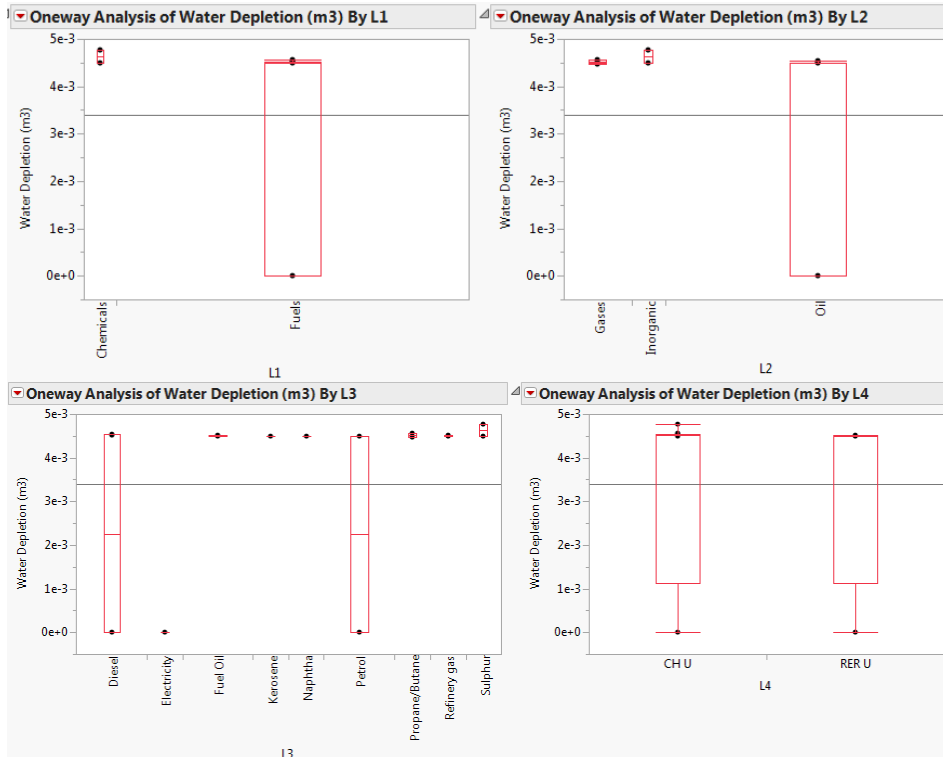 Oneway Analysis of Water Depletion (m3) By L1
5e-3
4e-3
3e-3
2e-3
1e-3
0e+0
Water Depletion (m3)
Chemicals
Fuels
L1
Oneway Analysis of Water Depletion (m3) By L2
5e-3
4e-3
3e-3
2e-3
1e-3
0e+0
Water Depletion (m3)
Gases
Inorganic
Oil
L2
Oneway Analysis of Water Depletion (m3) By L3
5e-3
4e-3
3e-3
2e-3
1e-3
0e+0
Water Depletion (m3)
Diesel
Electricity
Fuel Oil
Kerosene
Naphtha
Petrol
Propane/Butane
Refinery gas
Sulphur
L3
Oneway Analysis of Water Depletion (m3) By L4
5e-3
4e-3
3e-3
2e-3
1e-3
0e+0
Water Depletion (m3)
CH U
RER U
L4